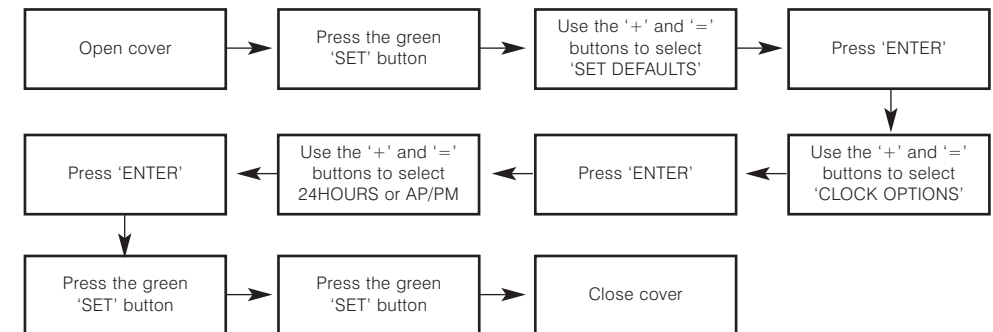 Open cover
Press the green
‘SET’ button
Use the ‘+’ and ‘=’
buttons to select
‘SET DEFAULTS’
Press ‘ENTER’
Use the ‘+’ and ‘=’
buttons to select
‘CLOCK OPTIONS’
Press ‘ENTER’
Use the ‘+’ and ‘=’
buttons to select
24HOURS or AP/PM
Press ‘ENTER’
Press the green
‘SET’ button
Press the green
‘SET’ button
Close cover